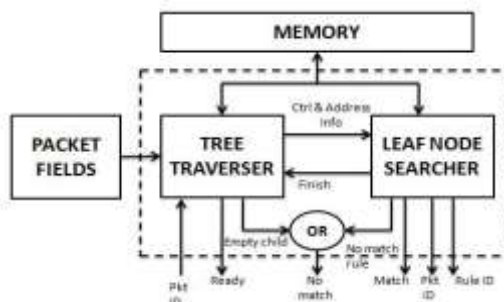 MEMORY
Ctrl & Address
Info
PACKET
FIELDS
TREE
TRAVERSER
LEAF NODE
SEARCHER
Finish
OR
Empty child
No match
rule
Pkt
ID
Ready
No
match
Match
Pkt
ID
Rule ID